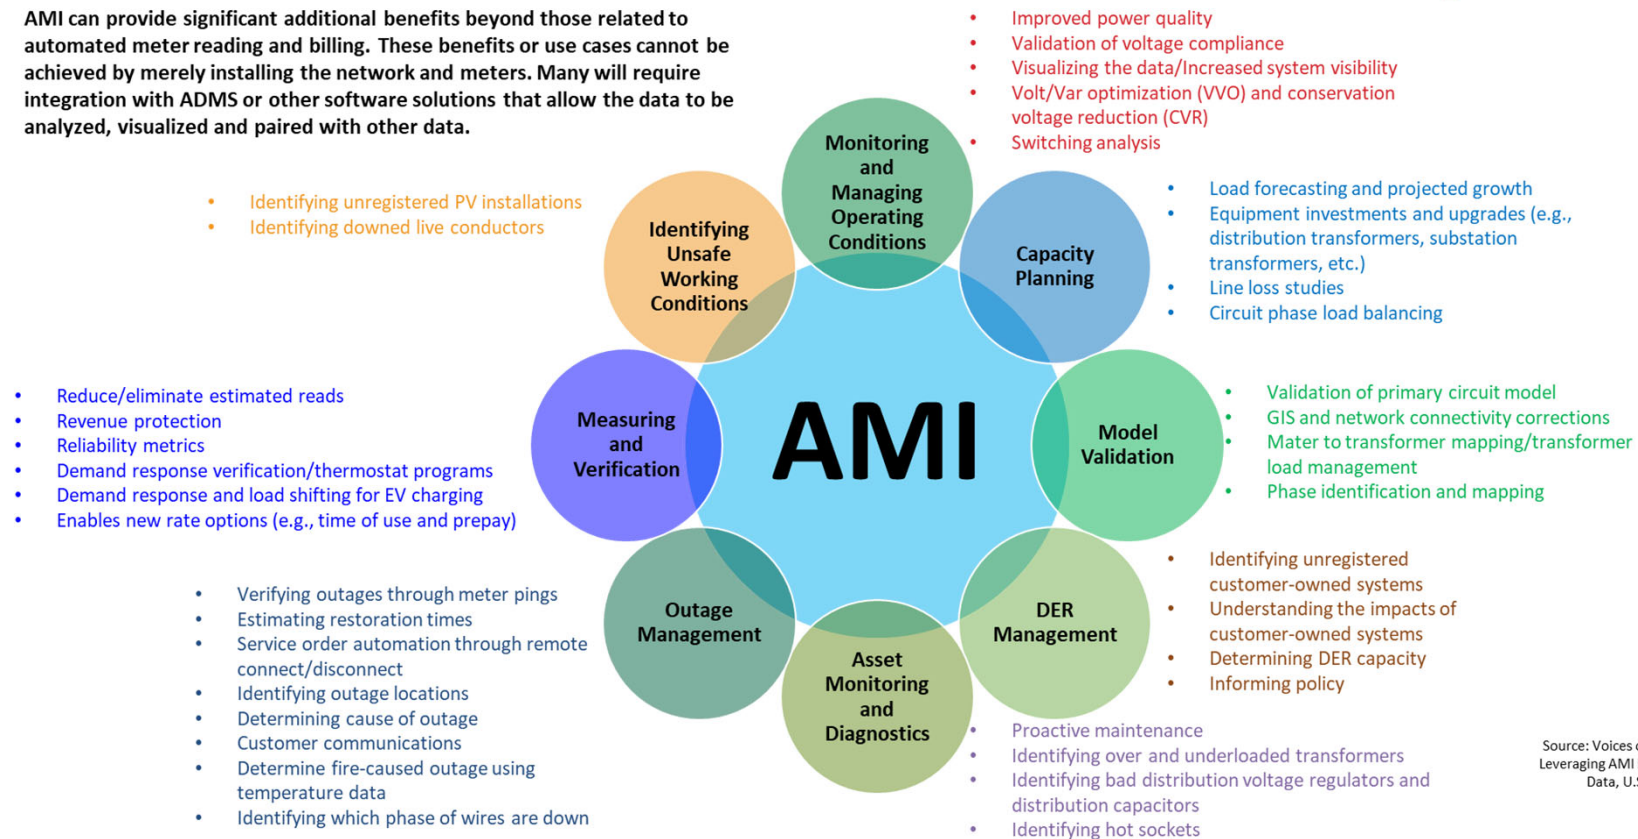 AMI can provide significant additional benefits beyond those related to
automated meter reading and billing. These benefits or use cases cannot be
achieved by merely installing the network and meters. Many will require
integration with ADMS or other software solutions that allow the data to be
analyzed, visualized and paired with other data.
• Improved power quality
• Validation of voltage compliance
• Visualizing the data/Increased system visibility
• Volt/Var optimization (VVO) and conservation
voltage reduction (CVR)
• Switching analysis
Monitoring
and
Managing
Operating
Conditions
• Identifying unregistered PV installations
• Identifying downed live conductors
Identifying
Unsafe
Working
Conditions
Capacity
Planning
• Load forecasting and projected growth
• Equipment investments and upgrades (e.g.,
distribution transformers, substation
transformers, etc.)
• Line loss studies
• Circuit phase load balancing
• Reduce/eliminate estimated reads
• Revenue protection
• Reliability metrics
• Demand response verification/thermostat programs
• Demand response and load shifting for EV charging
• Enables new rate options (e.g., time of use and prepay)
Measuring
and
Verification
AMI
Model
Validation
• Validation of primary circuit model
• GIS and network connectivity corrections
• Mater to transformer mapping/transformer
load management
• Phase identification and mapping
• Verifying outages through meter pings
• Estimating restoration times
• Service order automation through remote
connect/disconnect
• Identifying outage locations
• Determining cause of outage
• Customer communications
• Determine fire-caused outage using
temperature data
• Identifying which phase of wires are down
Outage
Management
Asset
Monitoring
and
Diagnostics
DER
Management
• Identifying unregistered
customer-owned systems
• Understanding the impacts of
customer-owned systems
• Determining DER capacity
• Informing policy
• Proactive maintenance
• Identifying over and underloaded transformers
• Identifying bad distribution voltage regulators and
distribution capacitors
• Identifying hot sockets
Source: Voices
Leveraging AMI
Data, U.S